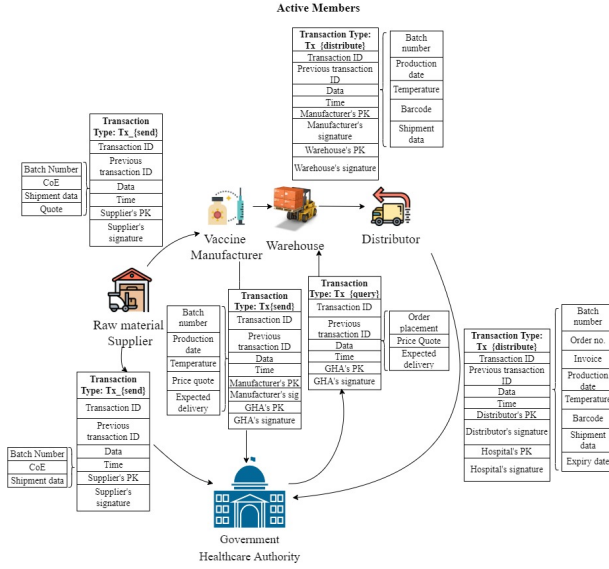 Active Members
Transaction Type:
Tx_{distribute}
Transaction ID
Previous transaction
ID
Data
Time
Manufacturer's PK
Manufacturer's
signature
Warehouse's PK
Warehouse's signature
Batch
number
Production
date
Temperature
Barcode
Shipment
data
Transaction
Type: Tx_{send}
Transaction ID
Previous
transaction ID
Data
Time
Supplier's PK
Supplier's
signature
Batch Number
CoE
Shipment data
Quote
Vaccine
Manufacturer
Warehouse
Distributor
Raw material
Supplier
Batch
number
Production
date
Temperature
Price quote
Expected
delivery
Transaction
Type: Tx{send}
Transaction ID
Previous
transaction ID
Data
Time
Manufacturer's PK
Manufacturer's sig
GHA's PK
GHA's signature
Transaction
Type: Tx_{query}
Transaction ID
Previous
transaction ID
Data
Time
GHA's PK
GHA's signature
Order
placement
Price Quote
Expected
delivery
Transaction Type:
Tx_{distribute}
Transaction ID
Previous transaction
ID
Data
Time
Distributor's PK
Distributor's
signature
Hospital's PK
Hospital's signature
Batch
number
Order no.
Invoice
Production
date
Temperature
Barcode
Shipment
data
Expiry date
Transaction
Type: Tx_{send}
Transaction ID
Previous
transaction ID
Data
Time
Supplier's PK
Supplier's
signature
Batch Number
CoE
Shipment data
Government
Healthcare Authority